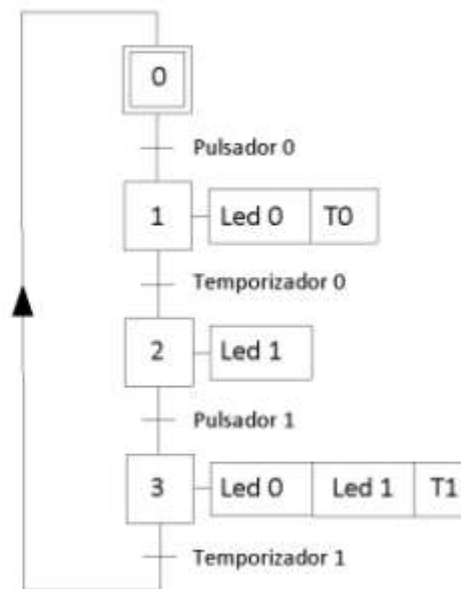 0
Pulsador 0
1 Led 0 T0
Temporizador 0
2 Led 1
Pulsador 1
3 Led 0 Led 1 T1
Temporizador 1